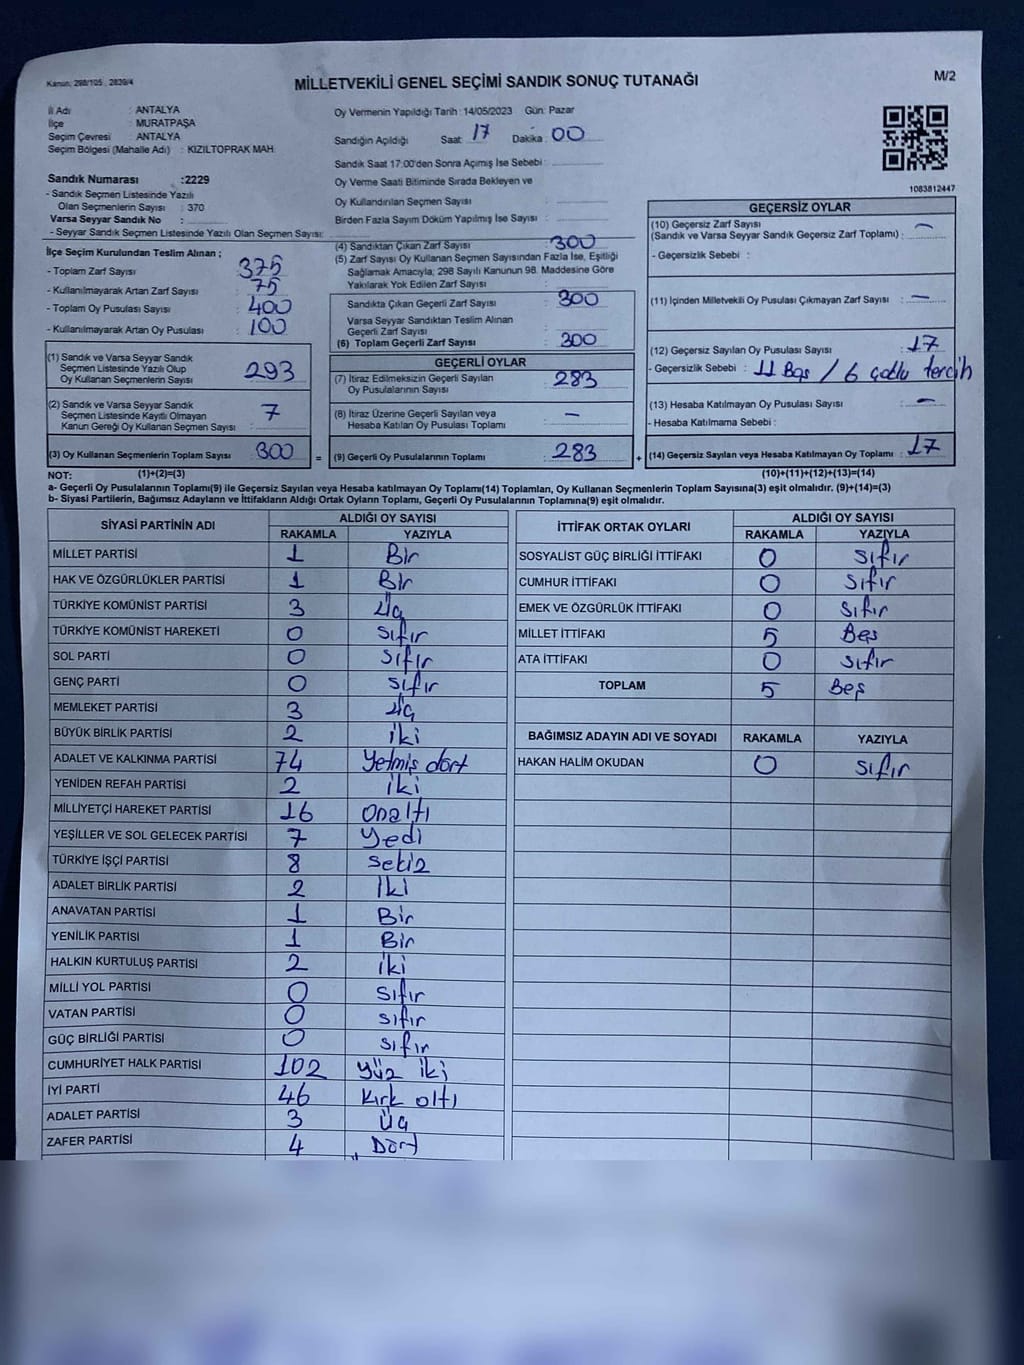 Kanun: 298/105 , 2839/4
MİLLETVEKİLİ GENEL SEÇİMİ SANDIK SONUÇ TUTANAĞI
M/2
İl Adı : ANTALYA
İlçe : MURATPAŞA
Seçim Çevresi : ANTALYA
Seçim Bölgesi (Mahalle Adı) : KIZILTOPRAK MAH.
Oy Vermenin Yapıldığı Tarih : 14/05/2023 Gün: Pazar
Sandığın Açıldığı Saat : 17 Dakika : 00
Sandık Saat 17:00'den Sonra Açımış İse Sebebi :
Oy Verme Saati Bitiminde Sırada Bekleyen ve
Oy Kullandırılan Seçmen Sayısı :
Birden Fazla Sayım Döküm Yapılmış İse Sayısı :
1083812447
Sandık Numarası :2229
- Sandık Seçmen Listesinde Yazılı
Olan Seçmenlerin Sayısı : 370
Varsa Seyyar Sandık No :
- Seyyar Sandık Seçmen Listesinde Yazılı Olan Seçmen Sayısı:
İlçe Seçim Kurulundan Teslim Alınan ;
- Toplam Zarf Sayısı : 375
- Kullanılmayarak Artan Zarf Sayısı : 75
- Toplam Oy Pusulası Sayısı : 400
- Kullanılmayarak Artan Oy Pusulası : 100
(1) Sandık ve Varsa Seyyar Sandık
Seçmen Listesinde Yazılı Olup
Oy Kullanan Seçmenlerin Sayısı : 293
(2) Sandık ve Varsa Seyyar Sandık
Seçmen Listesinde Kayıtlı Olmayan
Kanun Gereği Oy Kullanan Seçmen Sayısı : 7
(3) Oy Kullanan Seçmenlerin Toplam Sayısı : 300 =
(4) Sandıktan Çıkan Zarf Sayısı : 300
(5) Zarf Sayısı Oy Kullanan Seçmen Sayısından Fazla İse, Eşitliği
Sağlamak Amacıyla; 298 Sayılı Kanunun 98. Maddesine Göre
Yakılarak Yok Edilen Zarf Sayısı :
Sandıkta Çıkan Geçerli Zarf Sayısı : 300
Varsa Seyyar Sandıktan Teslim Alınan
Geçerli Zarf Sayısı :
(6) Toplam Geçerli Zarf Sayısı : 300
GEÇERLİ OYLAR
(7) İtiraz Edilmeksizin Geçerli Sayılan
Oy Pusulasının Sayısı : 283
(8) İtiraz Üzerine Geçerli Sayılan veya
Hesaba Katılan Oy Pusulası Toplamı : —
(9) Geçerli Oy Pusulalarının Toplamı : 283 +
GEÇERSİZ OYLAR
(10) Geçersiz Zarf Sayısı
(Sandık ve Varsa Seyyar Sandık Geçersiz Zarf Toplamı) : —
- Geçersizlik Sebebi :
(11) İçinden Milletvekili Oy Pusulası Çıkmayan Zarf Sayısı : —
(12) Geçersiz Sayılan Oy Pusulası Sayısı : 17
- Geçersizlik Sebebi : 11 Boş / 6 çoklu tercih
(13) Hesaba Katılmayan Oy Pusulası Sayısı : —
- Hesaba Katılmama Sebebi :
(14) Geçersiz Sayılan veya Hesaba Katılmayan Oy Toplamı : 17
NOT: (1)+(2)=(3) (10)+(11)+(12)+(13)=(14)
a- Geçerli Oy Pusulalarının Toplamı(9) ile Geçersiz Sayılan veya Hesaba katılmayan Oy Toplamı(14) Toplamları, Oy Kullanan Seçmenlerin Toplam Sayısına(3) eşit olmalıdır. (9)+(14)=(3)
b- Siyasi Partilerin, Bağımsız Adayların ve İttifakların Aldığı Ortak Oyların Toplamı, Geçerli Oy Pusulalarının Toplamına(9) eşit olmalıdır.
SİYASİ PARTİNİN ADI ALDIĞI OY SAYISI
RAKAMLA YAZIYLA
MİLLET PARTİSİ 1 Bir
HAK VE ÖZGÜRLÜKLER PARTİSİ 1 Bir
TÜRKİYE KOMÜNİST PARTİSİ 3 Üç
TÜRKİYE KOMÜNİST HAREKETİ 0 sıfır
SOL PARTİ 0 sıfır
GENÇ PARTİ 0 sıfır
MEMLEKET PARTİSİ 3 Üç
BÜYÜK BİRLİK PARTİSİ 2 iki
ADALET VE KALKINMA PARTİSİ 74 Yetmiş dört
YENİDEN REFAH PARTİSİ 2 iki
MİLLİYETÇİ HAREKET PARTİSİ 16 onaltı
YEŞİLLER VE SOL GELECEK PARTİSİ 7 yedi
TÜRKİYE İŞÇİ PARTİSİ 8 sekiz
ADALET BİRLİK PARTİSİ 2 iki
ANAVATAN PARTİSİ 1 Bir
YENİLİK PARTİSİ 1 Bir
HALKIN KURTULUŞ PARTİSİ 2 iki
MİLLİ YOL PARTİSİ 0 sıfır
VATAN PARTİSİ 0 sıfır
GÜÇ BİRLİĞİ PARTİSİ 0 sıfır
CUMHURİYET HALK PARTİSİ 102 yüz iki
İYİ PARTİ 46 kırk altı
ADALET PARTİSİ 3 üç
ZAFER PARTİSİ 4 Dört
İTTİFAK ORTAK OYLARI ALDIĞI OY SAYISI
RAKAMLA YAZIYLA
SOSYALİST GÜÇ BİRLİĞİ İTTİFAKI 0 sıfır
CUMHUR İTTİFAKI 0 sıfır
EMEK VE ÖZGÜRLÜK İTTİFAKI 0 sıfır
MİLLET İTTİFAKI 5 Beş
ATA İTTİFAKI 0 sıfır
TOPLAM 5 Beş
BAĞIMSIZ ADAYIN ADI VE SOYADI RAKAMLA YAZIYLA
HAKAN HALİM OKUDAN 0 sıfır